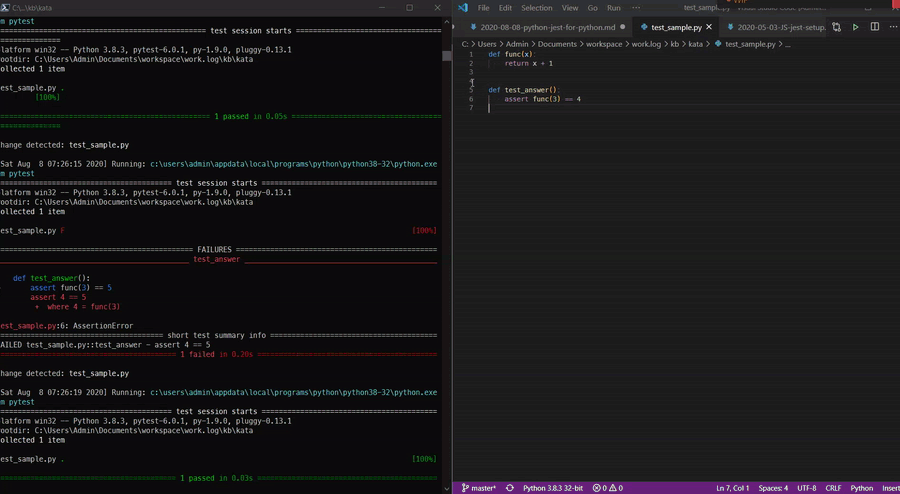 C:\...\kb\kata
m pytest
============================================= test session starts =====================================
==============
latform win32 -- Python 3.8.3, pytest-6.0.1, py-1.9.0, pluggy-0.13.1
ootdir: C:\Users\Admin\Documents\workspace\work.log\kb\kata
ollected 1 item
est_sample.py .
[100%]
============================================== 1 passed in 0.05s ======================================
==============
hange detected: test_sample.py
Sat Aug  8 07:26:15 2020] Running: c:\users\admin\appdata\local\programs\python\python38-32\python.exe
m pytest
======================================= test session starts =======================================
latform win32 -- Python 3.8.3, pytest-6.0.1, py-1.9.0, pluggy-0.13.1
ootdir: C:\Users\Admin\Documents\workspace\work.log\kb\kata
ollected 1 item
est_sample.py F [100%]
============================================ FAILURES =============================================
___________________________________________ test_answer ___________________________________________
def test_answer():
assert func(3) == 5
assert 4 == 5
+  where 4 = func(3)
est_sample.py:6: AssertionError
===================================== short test summary info =====================================
AILED test_sample.py::test_answer - assert 4 == 5
======================================== 1 failed in 0.20s ========================================
hange detected: test_sample.py
Sat Aug  8 07:26:19 2020] Running: c:\users\admin\appdata\local\programs\python\python38-32\python.exe
m pytest
======================================= test session starts =======================================
latform win32 -- Python 3.8.3, pytest-6.0.1, py-1.9.0, pluggy-0.13.1
ootdir: C:\Users\Admin\Documents\workspace\work.log\kb\kata
ollected 1 item
est_sample.py . [100%]
======================================== 1 passed in 0.03s ========================================
File Edit Selection View Go Run ···
2020-08-08-python-jest-for-python.md
test_sample.py
2020-05-03-JS-jest-setup.
C: > Users > Admin > Documents > workspace > work.log > kb > kata > test_sample.py > ...
1 def func(x):
2 return x + 1
3
4
5 def test_answer():
6 assert func(3) == 4
7
master* Python 3.8.3 32-bit 0 0 Ln 7, Col 1 Spaces: 4 UTF-8 CRLF Python Insert